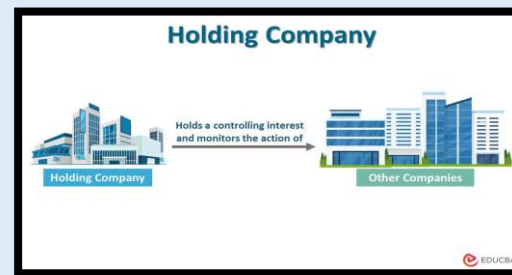 Holding Company
Holds a controlling interest
and monitors the action of
Holding Company
Other Companies